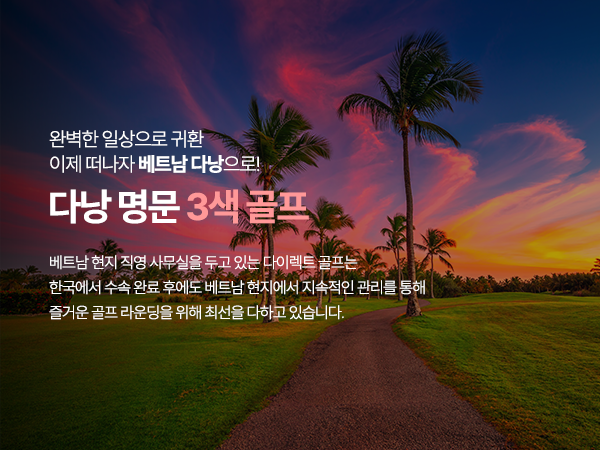 완벽한 일상으로 귀환
이제 떠나자 베트남 다낭으로!
다낭 명문 3색 골프
베트남 현지 직영 사무실을 두고 있는 다이렉트 골프는
한국에서 수속 완료 후에도 베트남 현지에서 지속적인 관리를 통해
즐거운 골프 라운딩을 위해 최선을 다하고 있습니다.